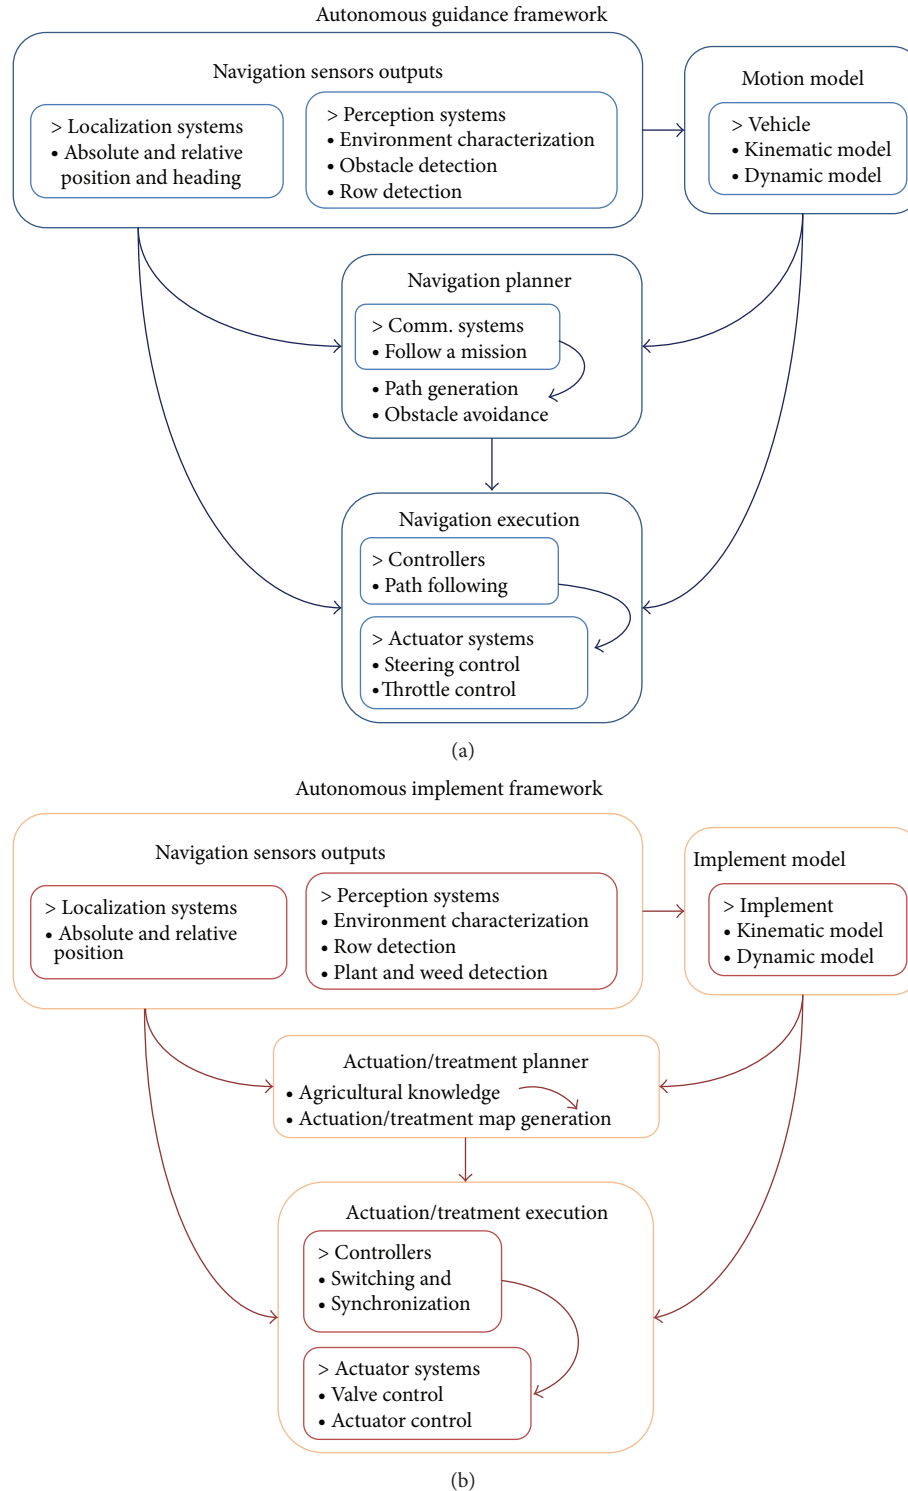 Autonomous guidance framework
Navigation sensors outputs
> Localization systems
• Absolute and relative
position and heading
> Perception systems
• Environment characterization
• Obstacle detection
• Row detection
Motion model
> Vehicle
• Kinematic model
• Dynamic model
Navigation planner
> Comm. systems
• Follow a mission
• Path generation
• Obstacle avoidance
Navigation execution
> Controllers
• Path following
> Actuator systems
• Steering control
• Throttle control
(a)
Autonomous implement framework
Navigation sensors outputs
> Localization systems
• Absolute and relative
position
> Perception systems
• Environment characterization
• Row detection
• Plant and weed detection
Implement model
> Implement
• Kinematic model
• Dynamic model
Actuation/treatment planner
• Agricultural knowledge
• Actuation/treatment map generation
Actuation/treatment execution
> Controllers
• Switching and
• Synchronization
> Actuator systems
• Valve control
• Actuator control
(b)